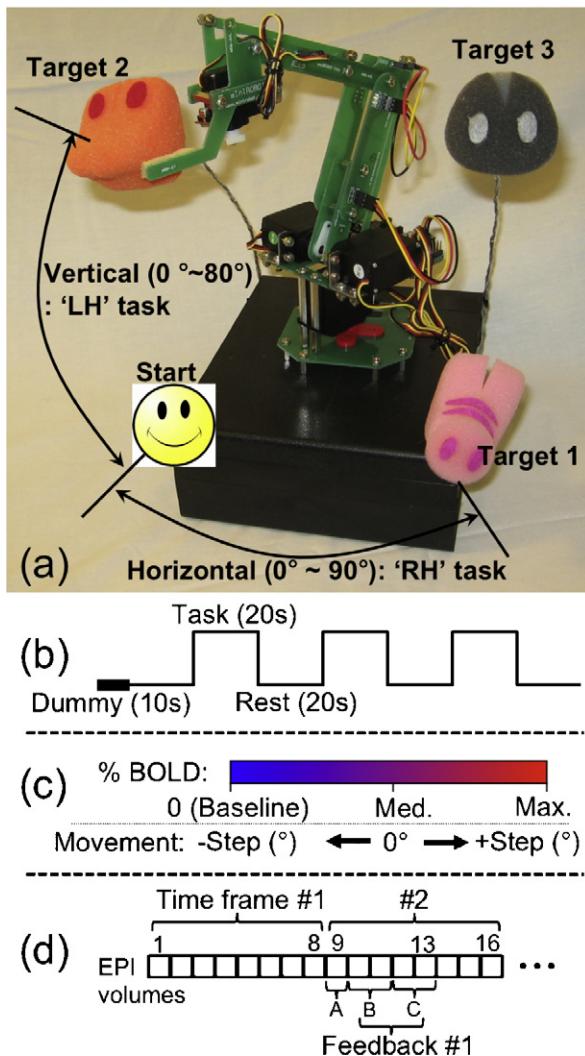 Target 2
Target 3
Vertical (0 °~80°)
: 'LH' task
Start
Target 1
(a)
Horizontal (0° ~ 90°): 'RH' task
(b)
Task (20s)
Dummy (10s)
Rest (20s)
(c)
% BOLD:
0 (Baseline)
Med.
Max.
Movement: -Step (°)
0°
+Step (°)
(d)
Time frame #1
#2
1
8
9
13
16
EPI
volumes
...
A
B
C
Feedback #1